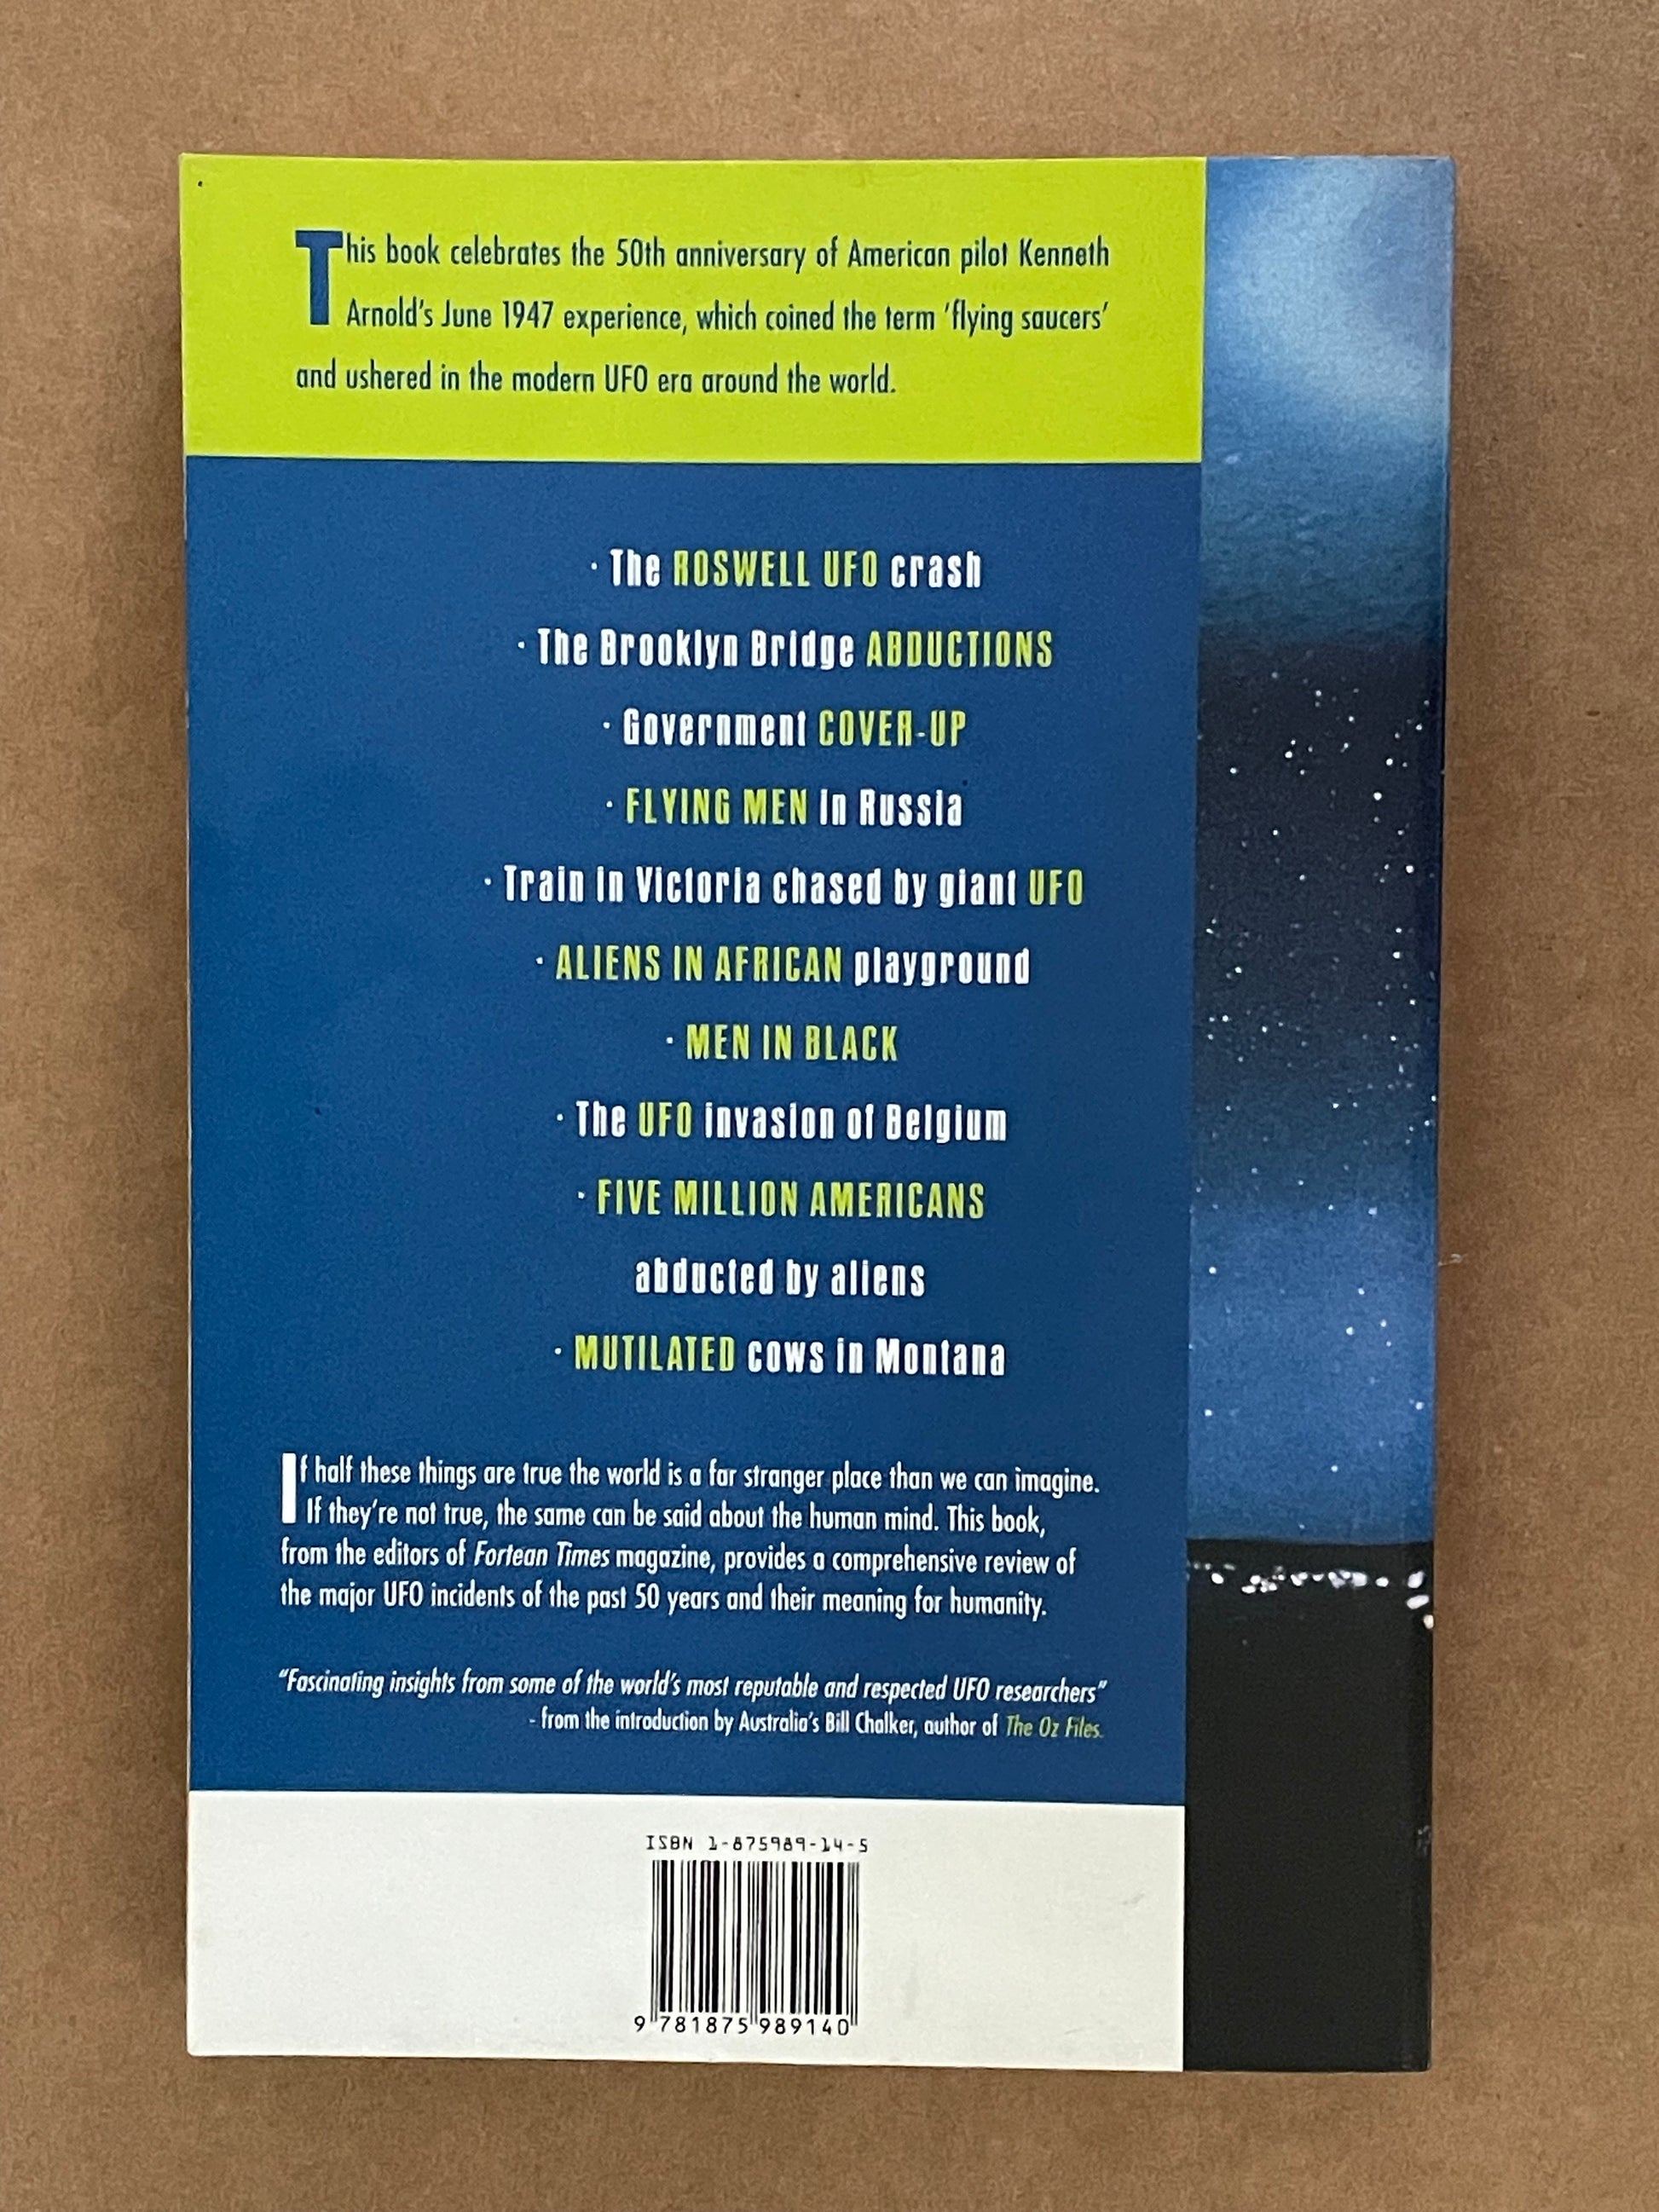 This book celebrates the 50th anniversary of American pilot Kenneth
Arnold's June 1947 experience, which coined the term 'flying saucers'
and ushered in the modern UFO era around the world.
· The ROSWELL UFO crash
· The Brooklyn Bridge ABDUCTIONS
· Government COVER-UP
· FLYING MEN in Russia
· Train in Victoria chased by giant UFO
· ALIENS IN AFRICAN playground
· MEN IN BLACK
· The UFO invasion of Belgium
· FIVE MILLION AMERICANS
abducted by aliens
· MUTILATED cows in Montana
If half these things are true the world is a far stranger place than we can imagine.
If they're not true, the same can be said about the human mind. This book,
from the editors of Fortean Times magazine, provides a comprehensive review of
the major UFO incidents of the past 50 years and their meaning for humanity.
"Fascinating insights from some of the world's most reputable and respected UFO researchers"
- from the introduction by Australia's Bill Chalker, author of The Oz Files.
ISBN 1-875989-14-5
9 781875 989140